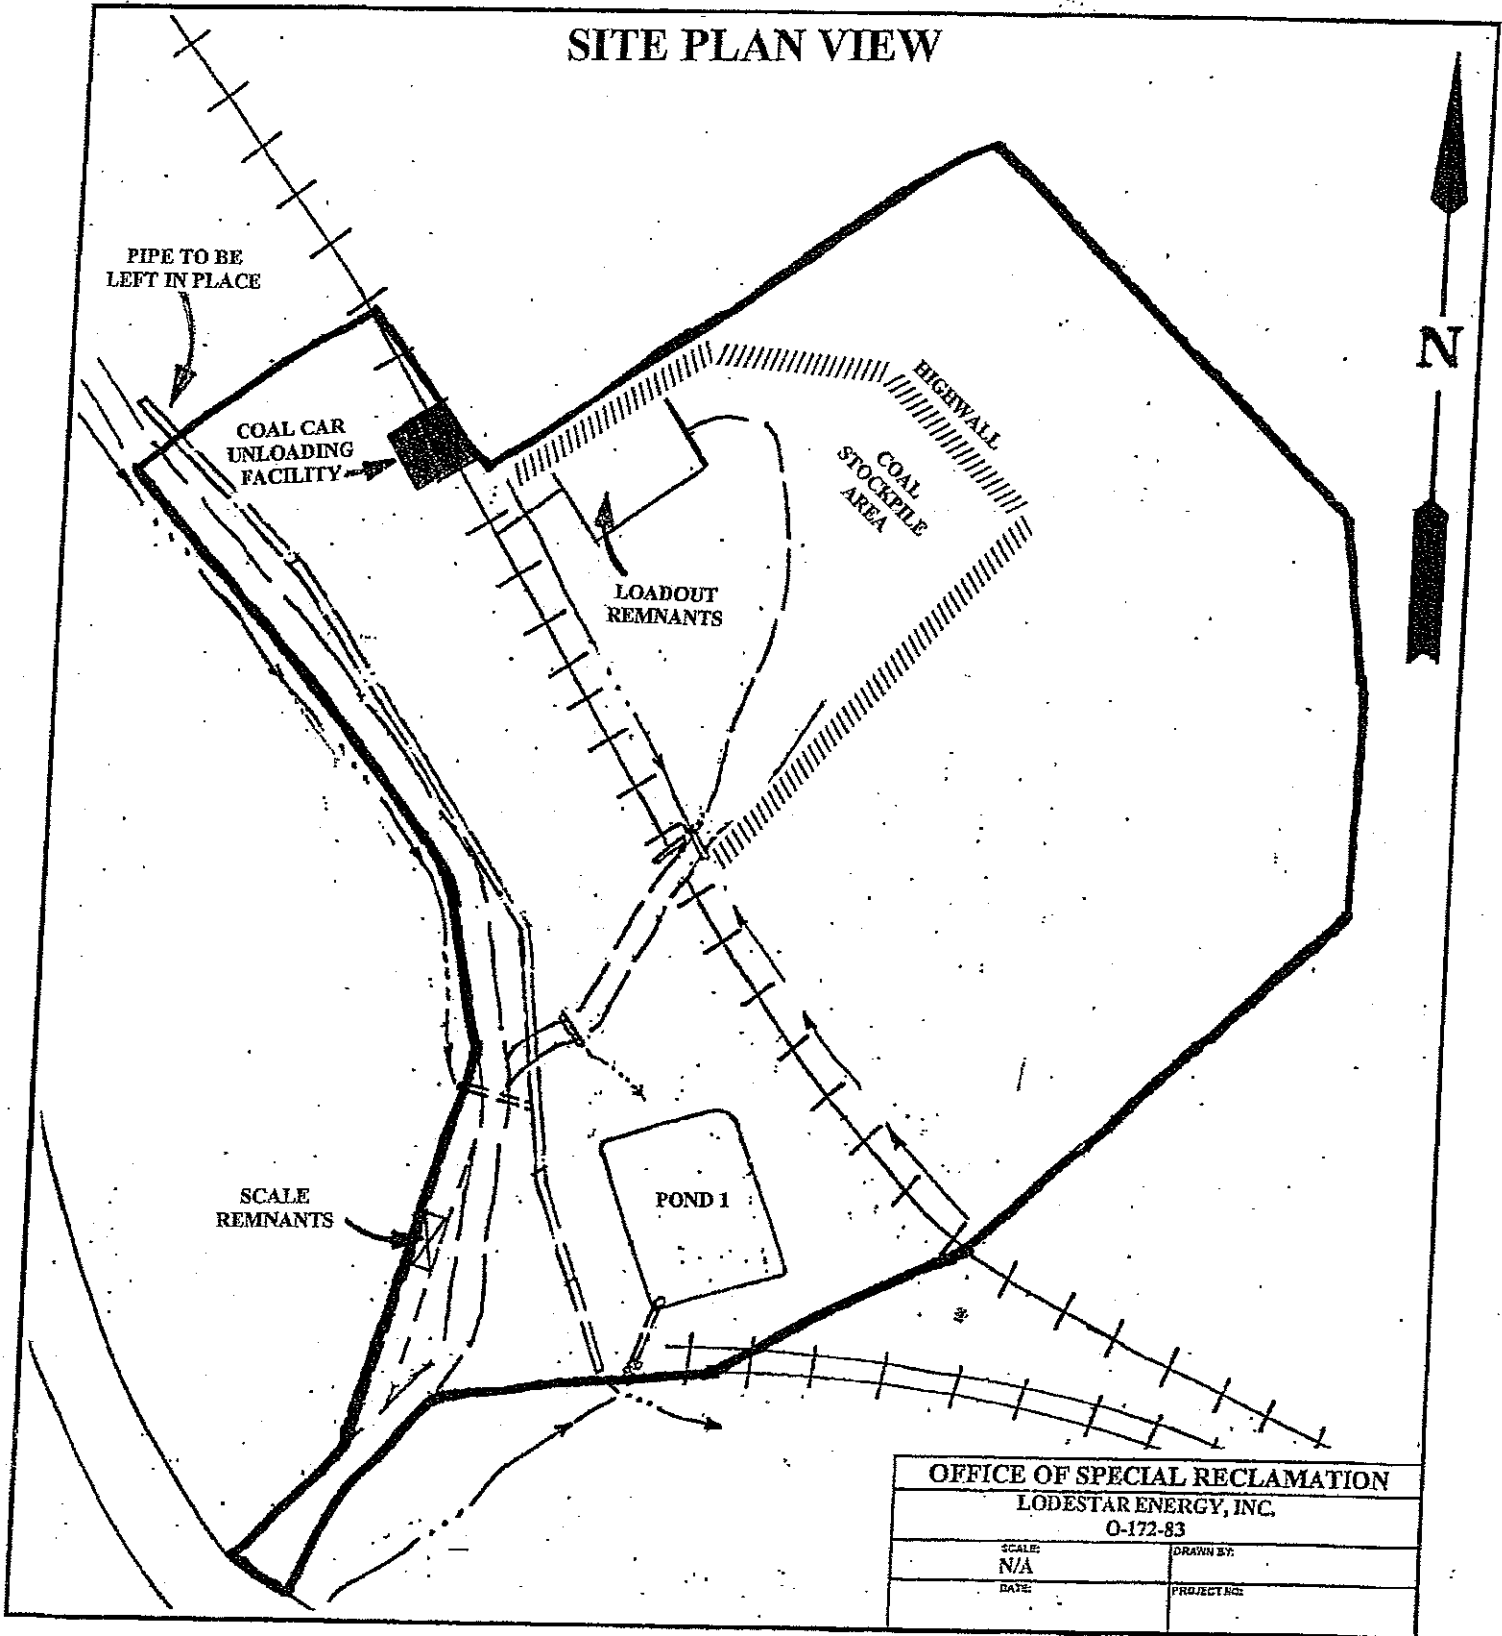 SITE PLAN VIEW
PIPE TO BE
LEFT IN PLACE
N
COAL CAR
UNLOADING
FACILITY
HIGHWALL
COAL
STOCKPILE
AREA
LOADOUT
REMNANTS
SCALE
REMNANTS
POND 1
OFFICE OF SPECIAL RECLAMATION
LODESTAR ENERGY, INC.
O-172-83
SCALE:
N/A
DRAWN BY:
DATE:
PROJECT NO: